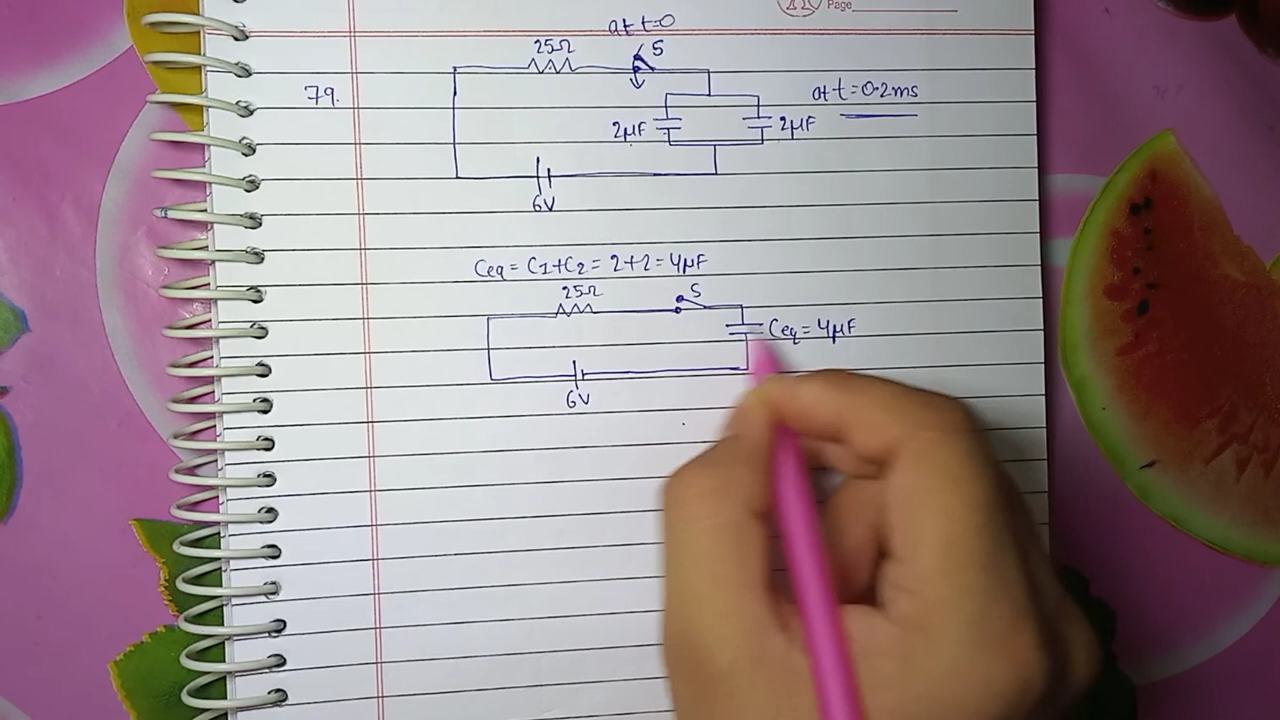 Page
at t=0
25Ω
S
79.
at t=0.2ms
2μF
2μF
6V
Ceq = C1+C2 = 2+2 = 4μF
25Ω
S
Ceq = 4μF
6V